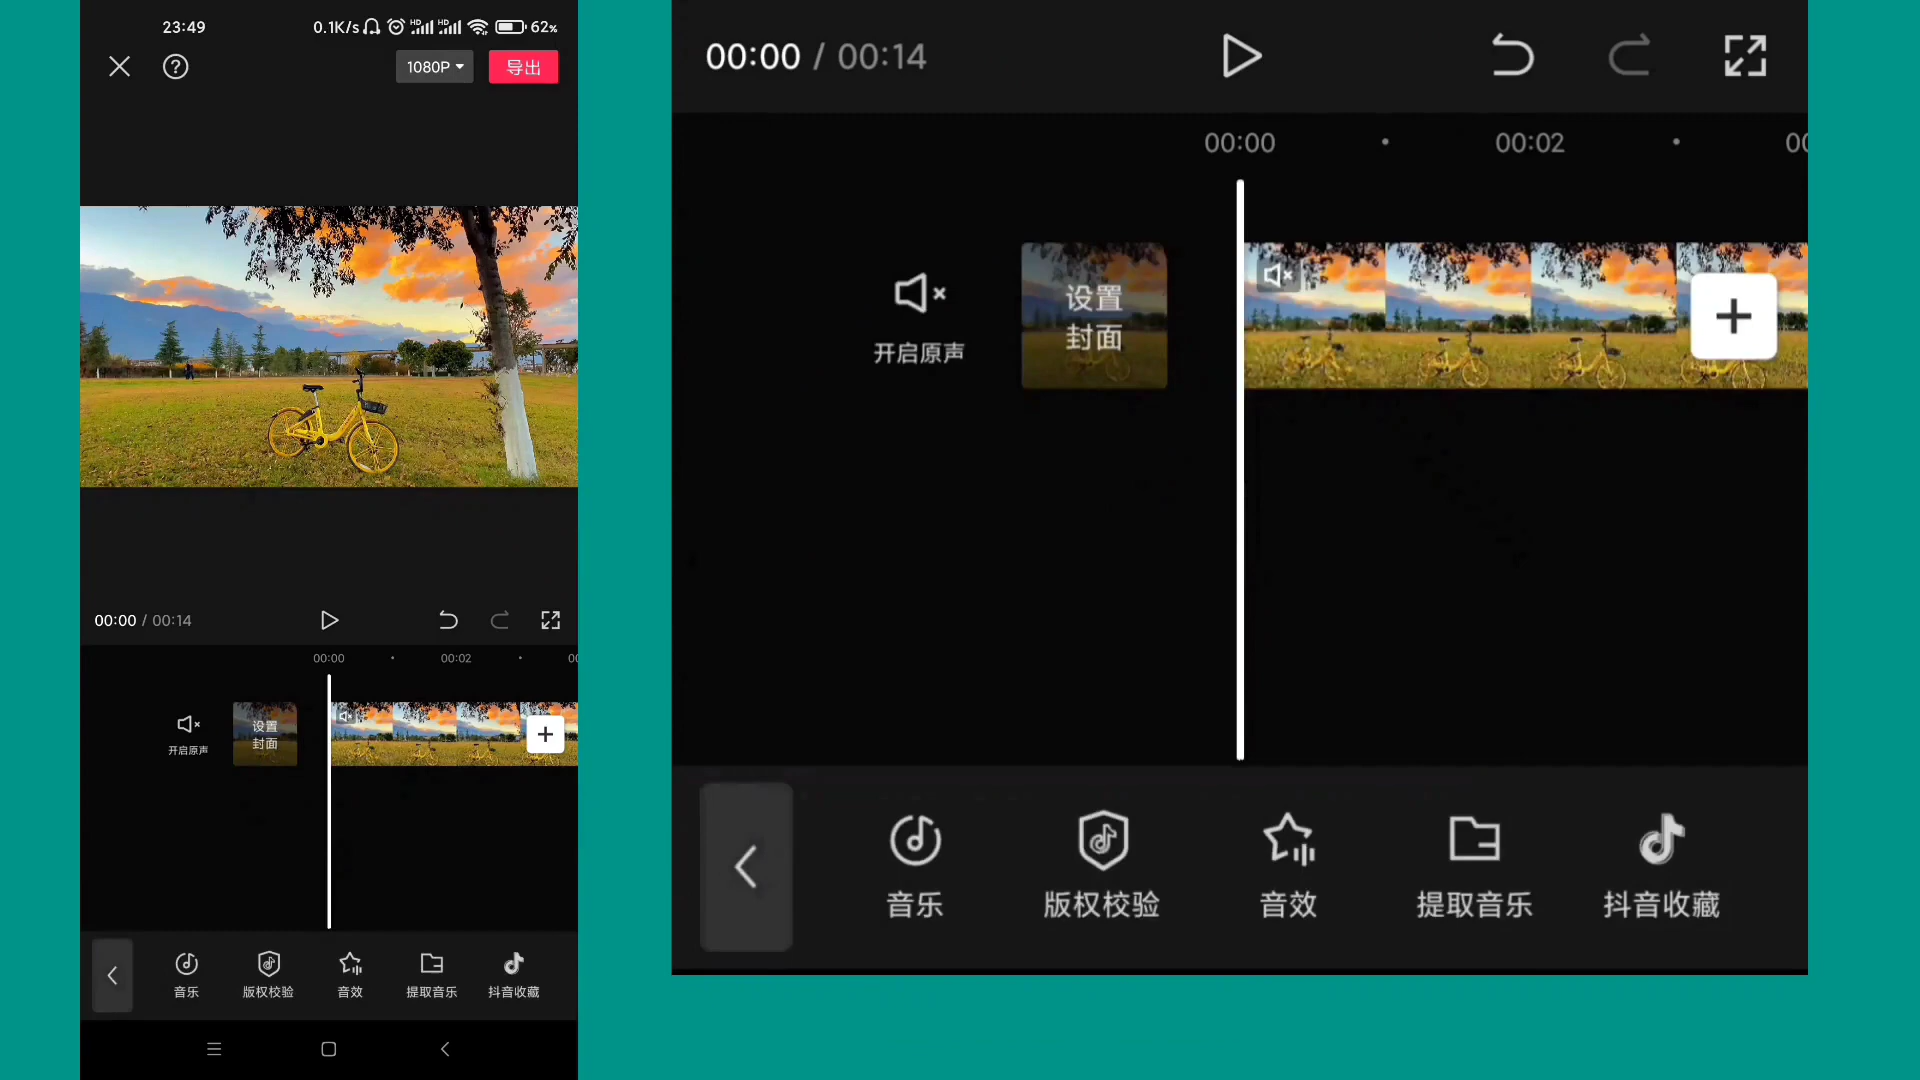 23:49
0.1K/s HD HD 62%
1080P 导出
00:00 / 00:14
00:00 00:02
开启原声
设置
封面
音乐 版权校验 音效 提取音乐 抖音收藏
00:00 / 00:14
00:00 00:02
开启原声
设置
封面
音乐 版权校验 音效 提取音乐 抖音收藏